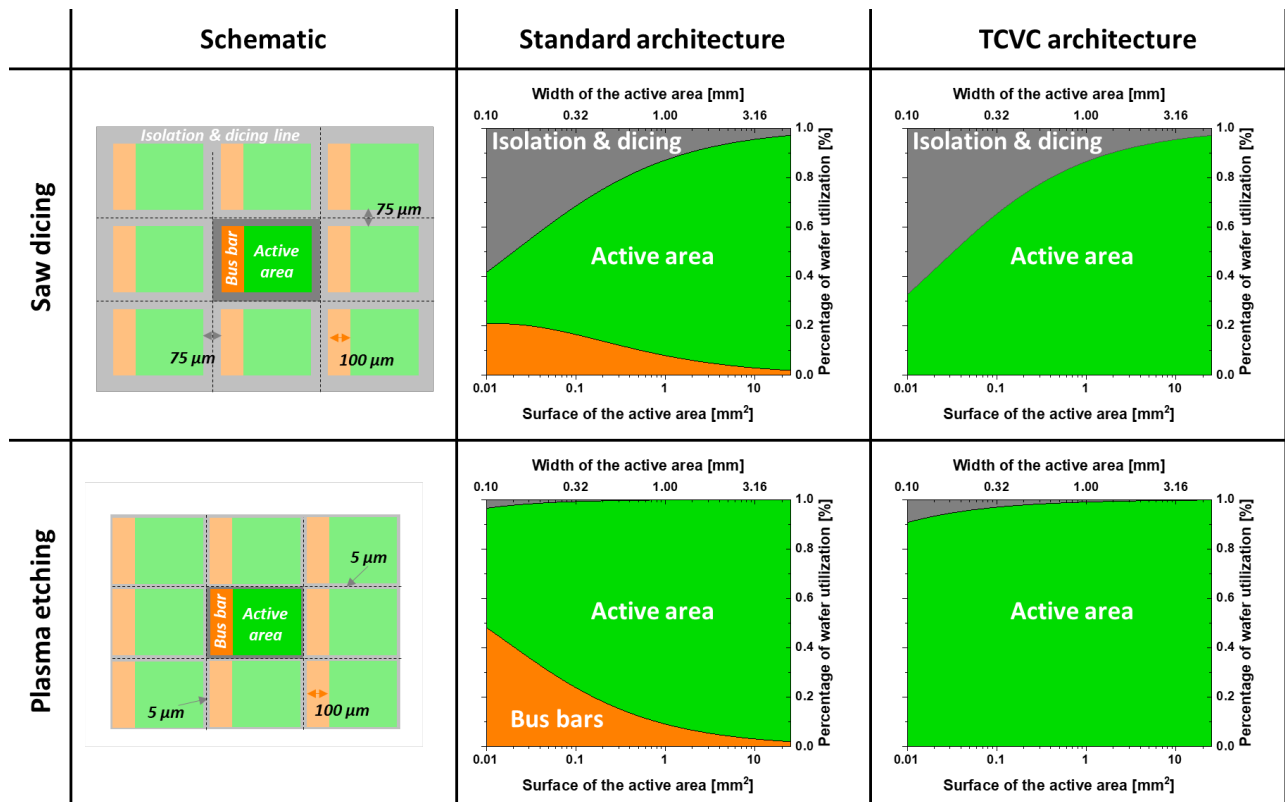 Schematic
Standard architecture
TCVC architecture
Saw dicing
Isolation & dicing line
75 µm
Bus bar
Active
area
75 µm
100 µm
Width of the active area [mm]
0.10 0.32 1.00 3.16
Isolation & dicing
Active area
1.0
0.8
0.6
0.4
0.2
0.0
Percentage of wafer utilization [%]
0.01 0.1 1 10
Surface of the active area [mm²]
Width of the active area [mm]
0.10 0.32 1.00 3.16
Isolation & dicing
Active area
1.0
0.8
0.6
0.4
0.2
0.0
Percentage of wafer utilization [%]
0.01 0.1 1 10
Surface of the active area [mm²]
Plasma etching
5 µm
Bus bar
Active
area
5 µm
100 µm
Width of the active area [mm]
0.10 0.32 1.00 3.16
Active area
Bus bars
1.0
0.8
0.6
0.4
0.2
0.0
Percentage of wafer utilization [%]
0.01 0.1 1 10
Surface of the active area [mm²]
Width of the active area [mm]
0.10 0.32 1.00 3.16
Active area
1.0
0.8
0.6
0.4
0.2
0.0
Percentage of wafer utilization [%]
0.01 0.1 1 10
Surface of the active area [mm²]